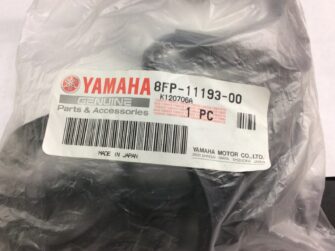 YAMAHA 8FP-11193-00
GENUINE K120706A
Parts & Accessories 1 PC
MADE IN JAPAN YAMAHA MOTOR CO.,LTD.